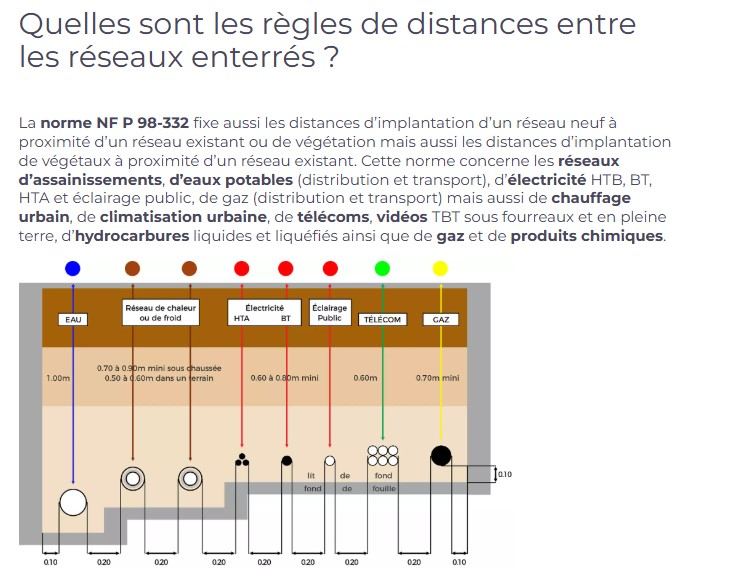 Quelles sont les règles de distances entre
les réseaux enterrés ?
La norme NF P 98-332 fixe aussi les distances d’implantation d’un réseau neuf à
proximité d’un réseau existant ou de végétation mais aussi les distances d’implantation
de végétaux à proximité d’un réseau existant. Cette norme concerne les réseaux
d’assainissements, d’eaux potables (distribution et transport), d’électricité HTB, BT,
HTA et éclairage public, de gaz (distribution et transport) mais aussi de chauffage
urbain, de climatisation urbaine, de télécoms, vidéos TBT sous fourreaux et en pleine
terre, d’hydrocarbures liquides et liquéfiés ainsi que de gaz et de produits chimiques.
EAU
Réseau de chaleur
ou de froid
Électricité
HTA BT
Éclairage
Public
TÉLÉCOM
GAZ
1.00m
0.70 à 0.90m mini sous chaussée
0.50 à 0.60m dans un terrain
0.60 à 0.80m mini
0.60m
0.70m mini
lit de fond
fond de fouille
0.10
0.10 0.20 0.20 0.20 0.20 0.20 0.20 0.20 0.10